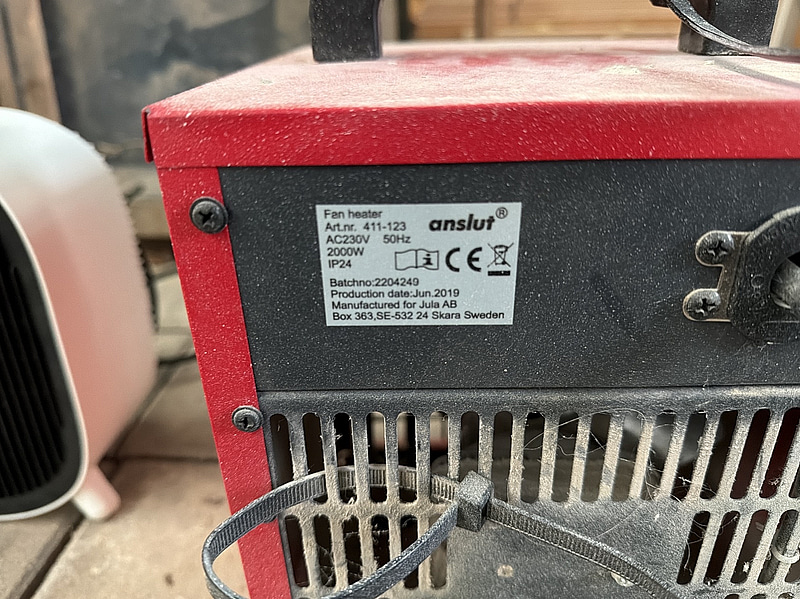 Fan heater
anslut®
Art.nr. 411-123
AC230V 50Hz
2000W
IP24
Batchno:2204249
Production date:Jun.2019
Manufactured for Jula AB
Box 363,SE-532 24 Skara Sweden